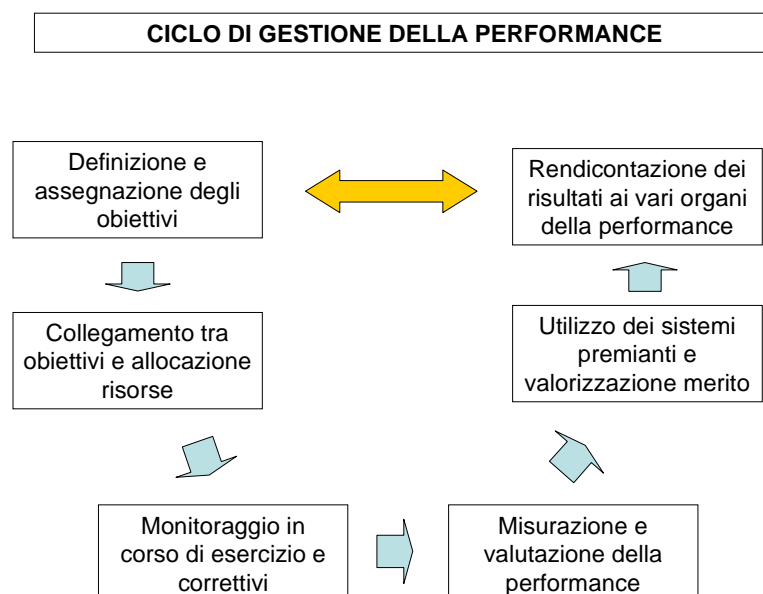 CICLO DI GESTIONE DELLA PERFORMANCE
Definizione e
assegnazione degli
obiettivi
Rendicontazione dei
risultati ai vari organi
della performance
Collegamento tra
obiettivi e allocazione
risorse
Utilizzo dei sistemi
premianti e
valorizzazione merito
Monitoraggio in
corso di esercizio e
correttivi
Misurazione e
valutazione della
performance